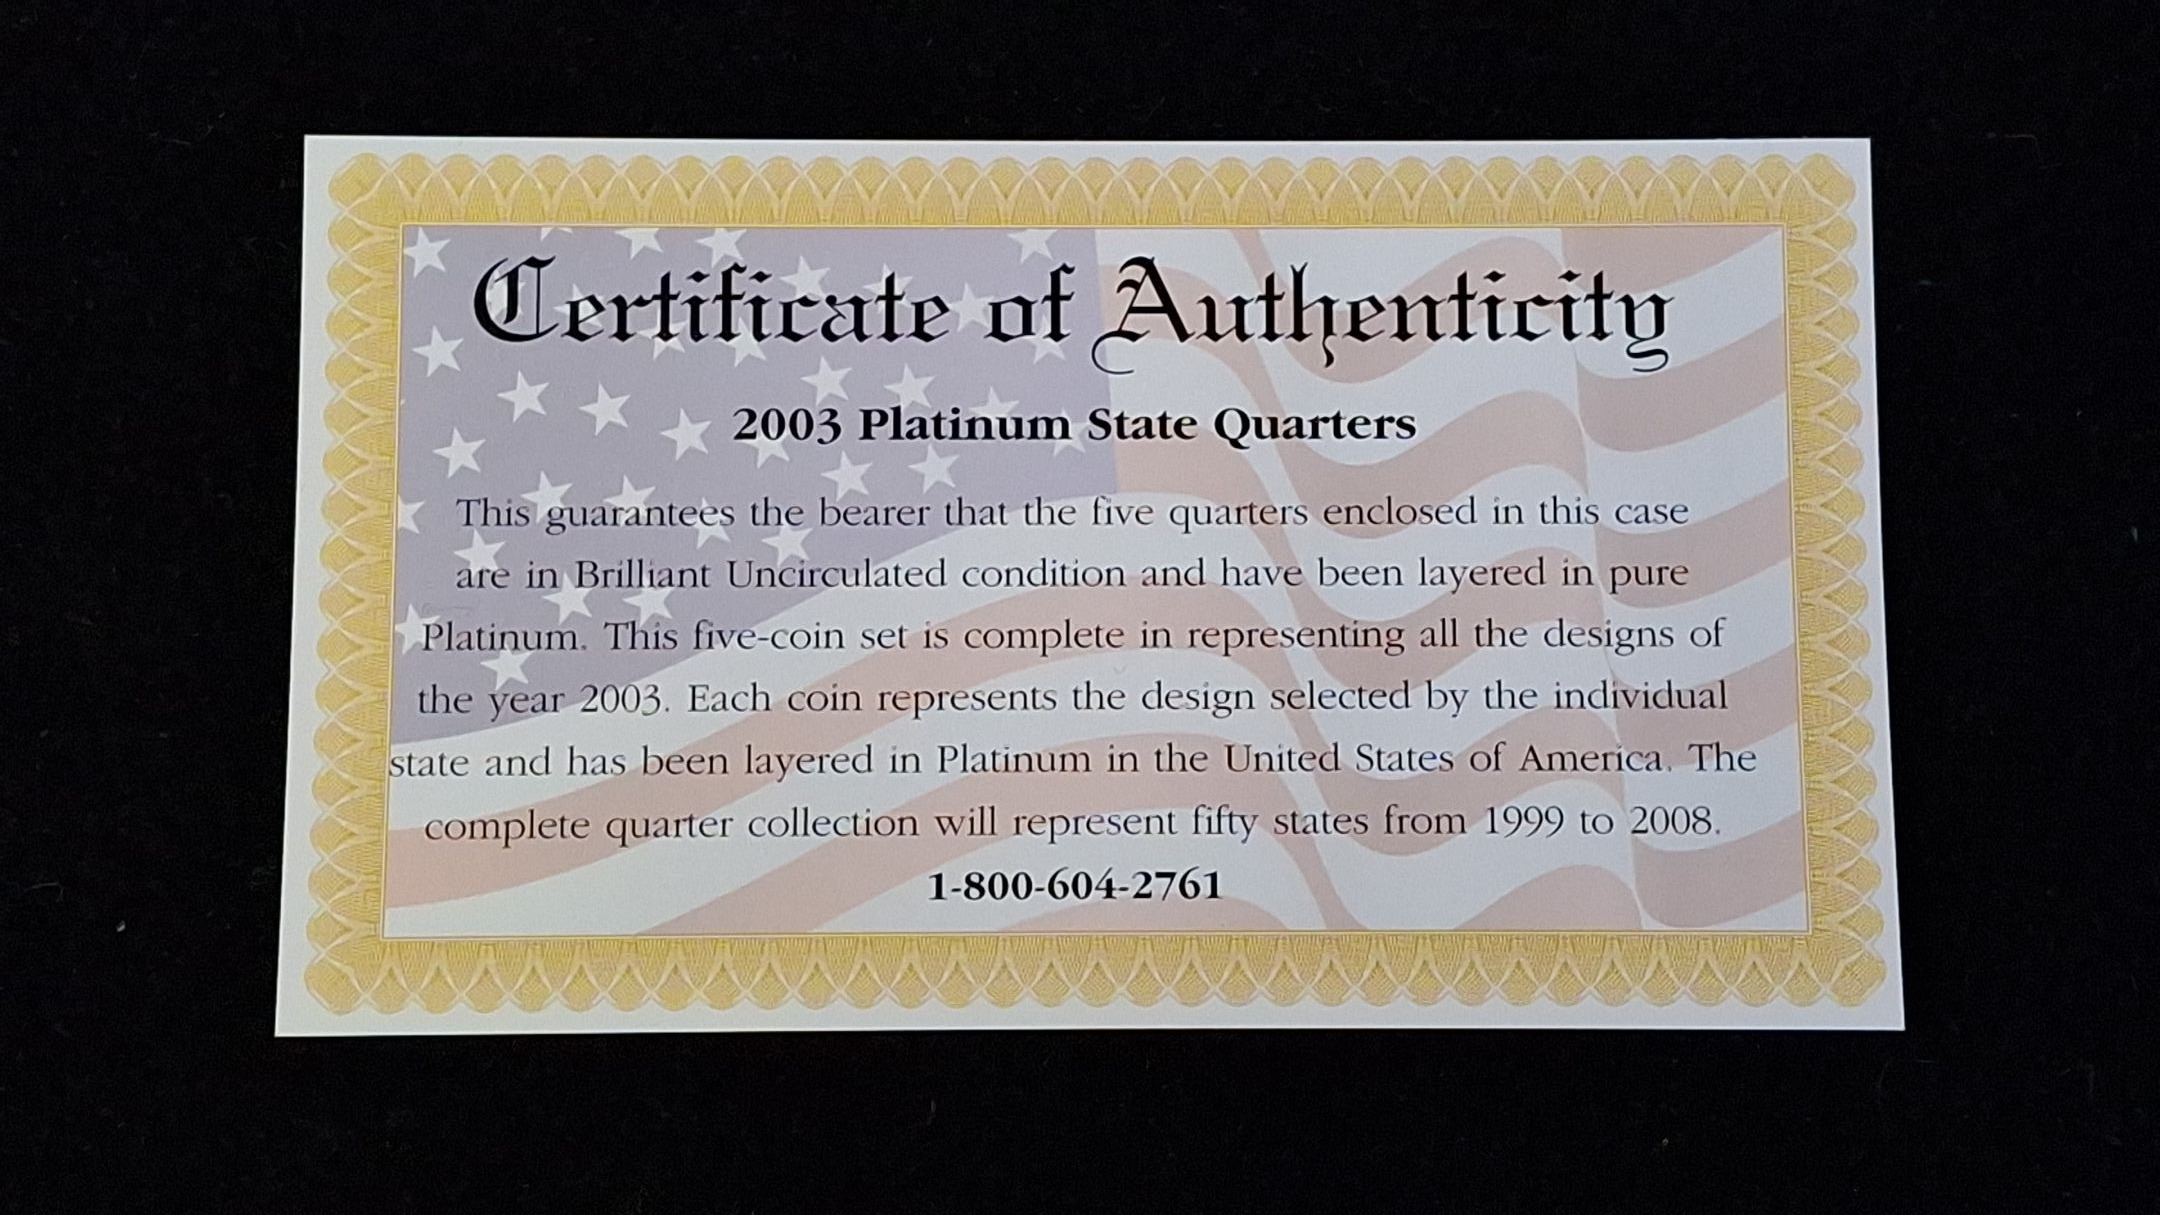 Certificate of Authenticity
2003 Platinum State Quarters
This guarantees the bearer that the five quarters enclosed in this case
are in Brilliant Uncirculated condition and have been layered in pure
Platinum. This five-coin set is complete in representing all the designs of
the year 2003. Each coin represents the design selected by the individual
state and has been layered in Platinum in the United States of America. The
complete quarter collection will represent fifty states from 1999 to 2008.
1-800-604-2761